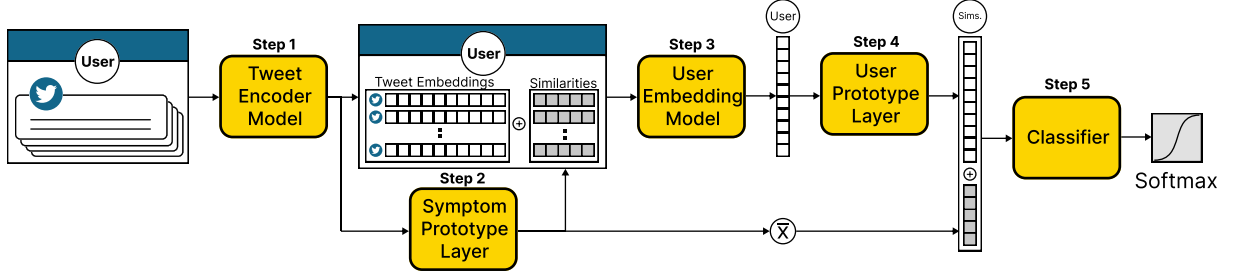 User
Step 1
Tweet
Encoder
Model
User
Tweet Embeddings
Similarities
Step 2
Symptom
Prototype
Layer
Step 3
User
Embedding
Model
User
Step 4
User
Prototype
Layer
x̅
Sims.
Step 5
Classifier
Softmax